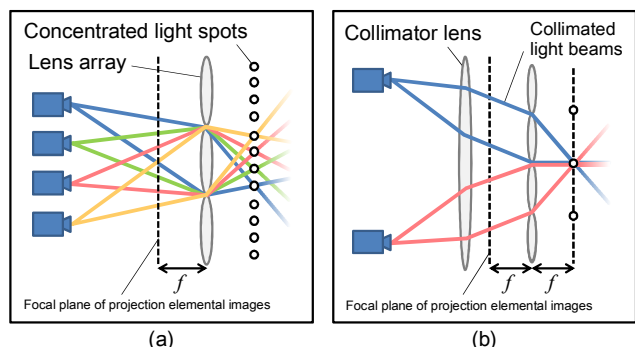 Concentrated light spots
Lens array
f
Focal plane of projection elemental images
(a)
Collimator lens
Collimated
light beams
f
f
Focal plane of projection elemental images
(b)